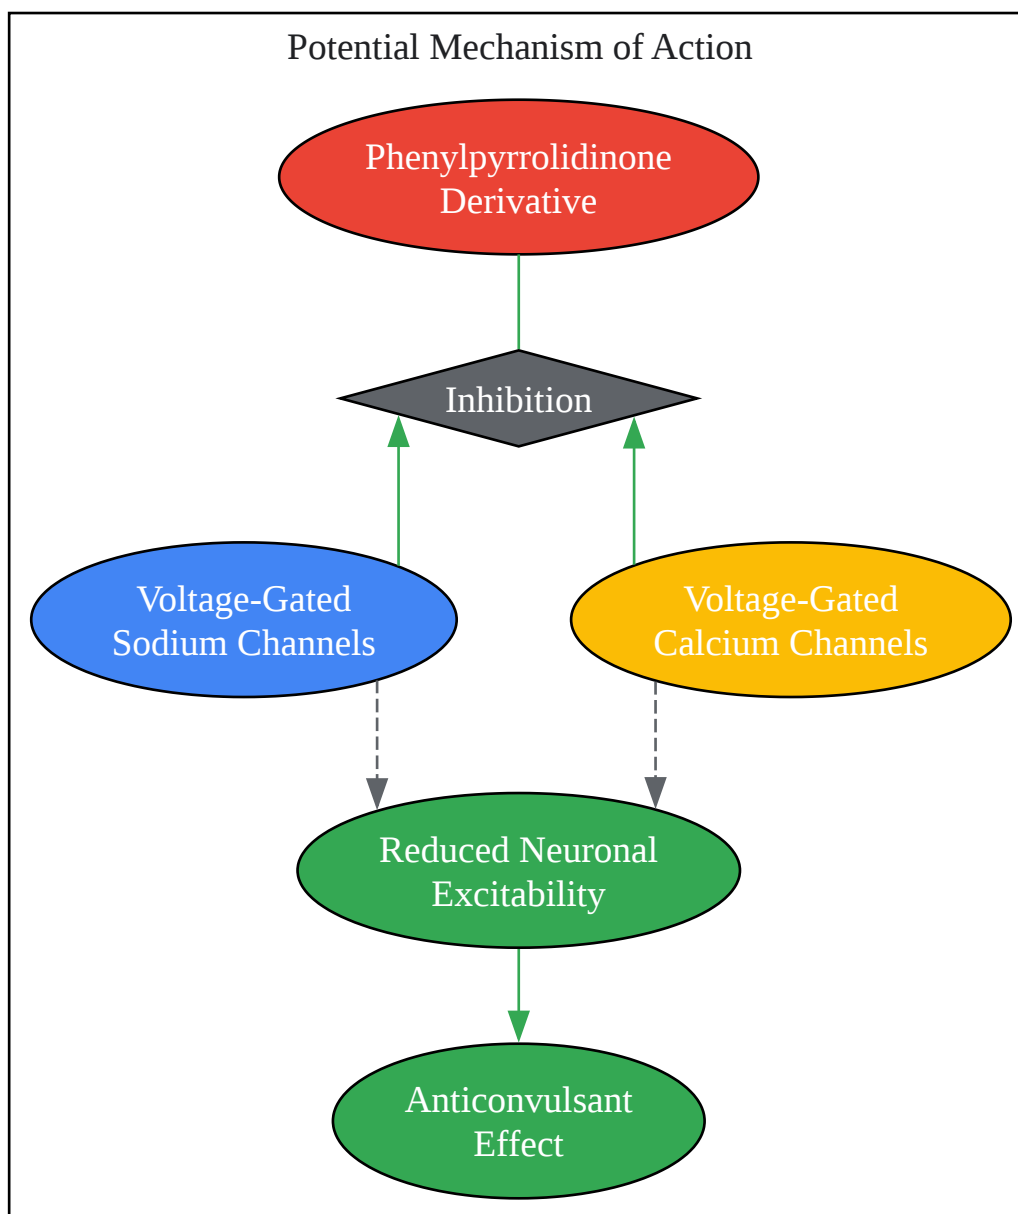 Potential Mechanism of Action
Phenylpyrrolidinone
Derivative
Inhibition
Voltage-Gated
Sodium Channels
Voltage-Gated
Calcium Channels
Reduced Neuronal
Excitability
Anticonvulsant
Effect